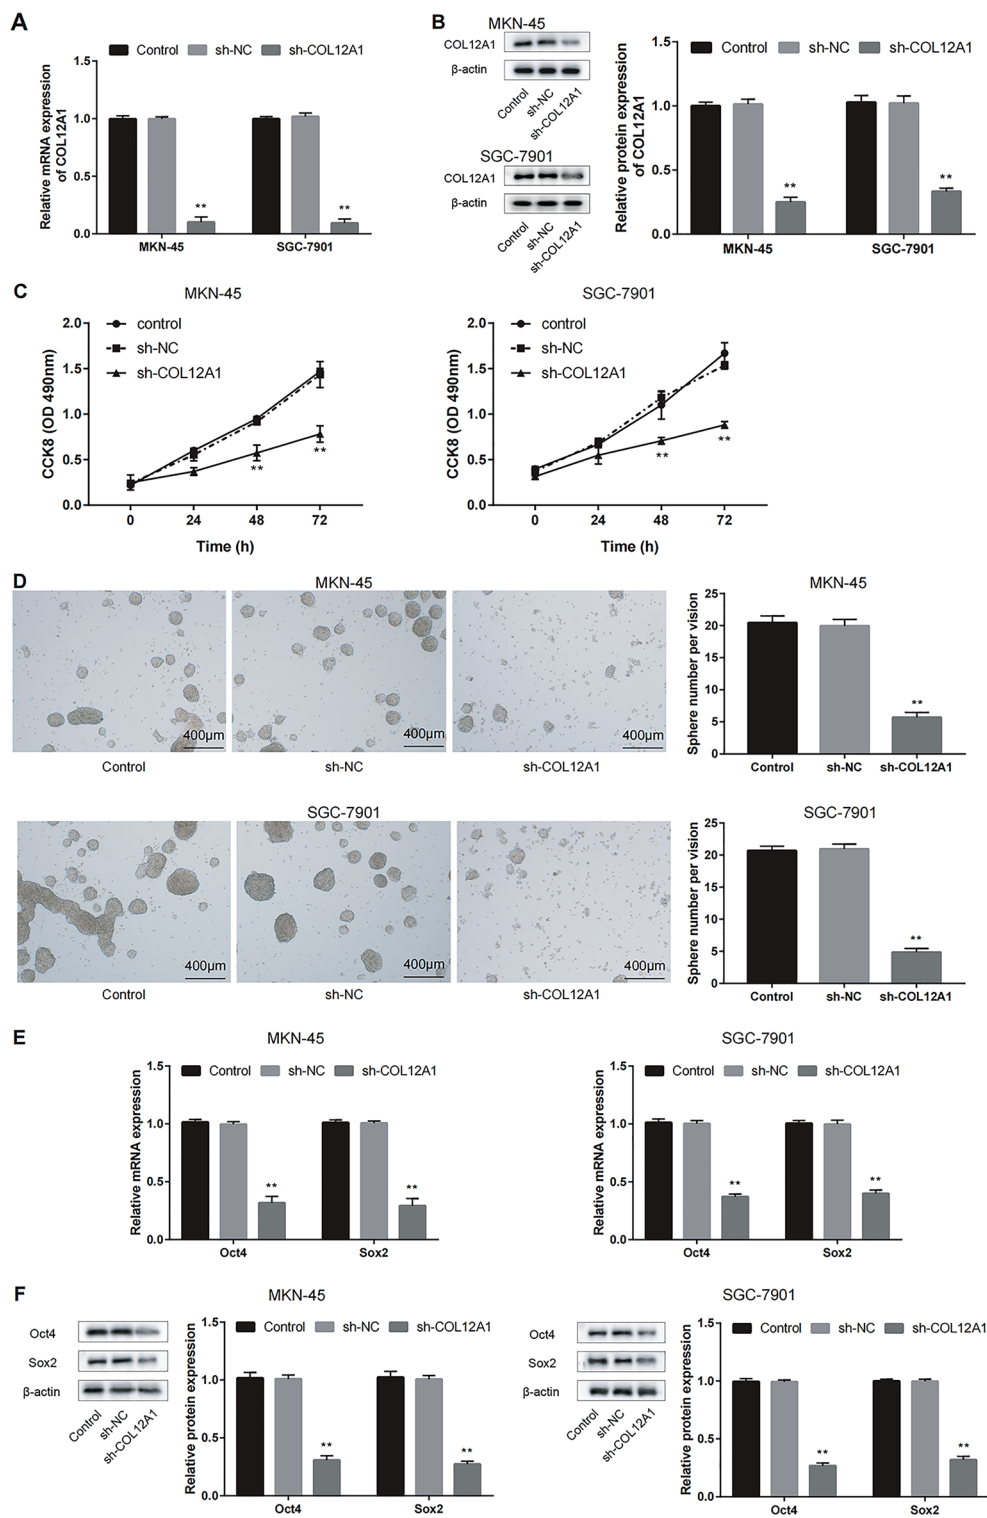 A
Control sh-NC sh-COL12A1
Relative mRNA expression
of COL12A1
1.5
1.0
0.5
0.0
**
**
MKN-45 SGC-7901
B
MKN-45
COL12A1
β-actin
Control
sh-NC
sh-COL12A1
SGC-7901
COL12A1
β-actin
Control
sh-NC
sh-COL12A1
Control sh-NC sh-COL12A1
Relative protein expression
of COL12A1
1.5
1.0
0.5
0.0
**
**
MKN-45 SGC-7901
C
MKN-45
control
sh-NC
sh-COL12A1
CCK8 (OD 490nm)
2.0
1.5
1.0
0.5
0.0
**
**
0 24 48 72
Time (h)
SGC-7901
control
sh-NC
sh-COL12A1
CCK8 (OD 490nm)
2.0
1.5
1.0
0.5
0.0
**
**
0 24 48 72
Time (h)
D
MKN-45
400μm
400μm
400μm
Control sh-NC sh-COL12A1
MKN-45
Sphere number per vision
25
20
15
10
5
0
**
Control sh-NC sh-COL12A1
SGC-7901
400μm
400μm
400μm
Control sh-NC sh-COL12A1
SGC-7901
Sphere number per vision
25
20
15
10
5
0
**
Control sh-NC sh-COL12A1
E
MKN-45
Control sh-NC sh-COL12A1
Relative mRNA expression
1.5
1.0
0.5
0.0
**
**
Oct4 Sox2
SGC-7901
Control sh-NC sh-COL12A1
Relative mRNA expression
1.5
1.0
0.5
0.0
**
**
Oct4 Sox2
F
MKN-45
Oct4
Sox2
β-actin
Control
sh-NC
sh-COL12A1
Control sh-NC sh-COL12A1
Relative protein expression
1.5
1.0
0.5
0.0
**
**
Oct4 Sox2
SGC-7901
Oct4
Sox2
β-actin
Control
sh-NC
sh-COL12A1
Control sh-NC sh-COL12A1
Relative protein expression
1.5
1.0
0.5
0.0
**
**
Oct4 Sox2